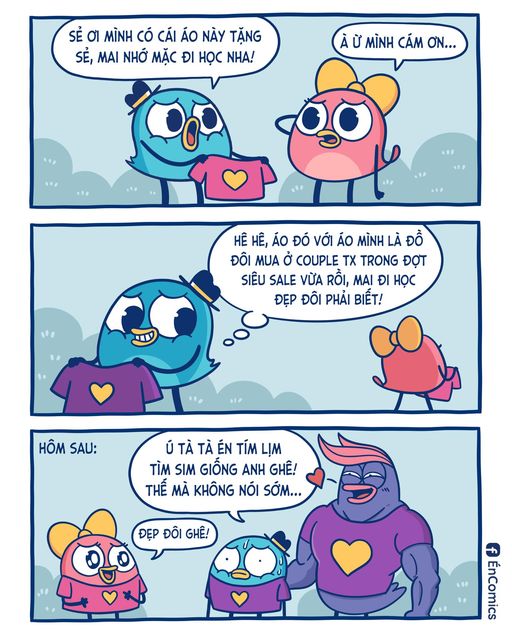 SẺ ƠI MÌNH CÓ CÁI ÁO NÀY TẶNG
SẺ, MAI NHỚ MẶC ĐI HỌC NHA!
À Ừ MÌNH CÁM ƠN...
HÊ HÊ, ÁO ĐÓ VỚI ÁO MÌNH LÀ ĐỒ
ĐÔI MUA Ở COUPLE TX TRONG ĐỢT
SIÊU SALE VỪA RỒI, MAI ĐI HỌC
ĐẸP ĐÔI PHẢI BIẾT!
HÔM SAU:
Ú TÀ TÀ ÉN TÍM LỊM
TÌM SIM GIỐNG ANH GHÊ!
THẾ MÀ KHÔNG NÓI SỚM...
ĐẸP ĐÔI GHÊ!
ÉnComics